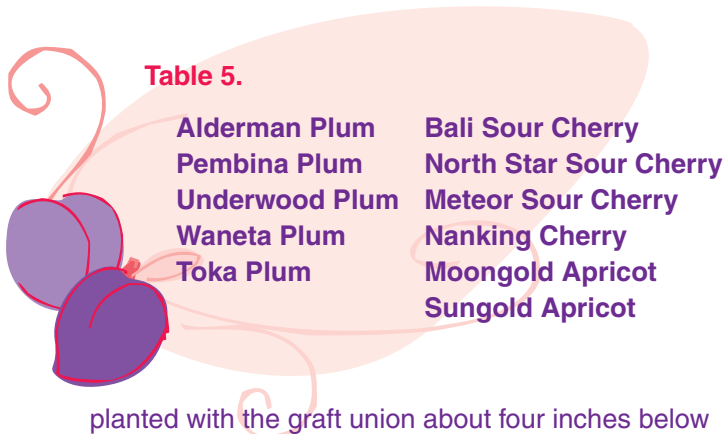 Table 5.
Alderman Plum
Pembina Plum
Underwood Plum
Waneta Plum
Toka Plum
Bali Sour Cherry
North Star Sour Cherry
Meteor Sour Cherry
Nanking Cherry
Moongold Apricot
Sungold Apricot
planted with the graft union about four inches below